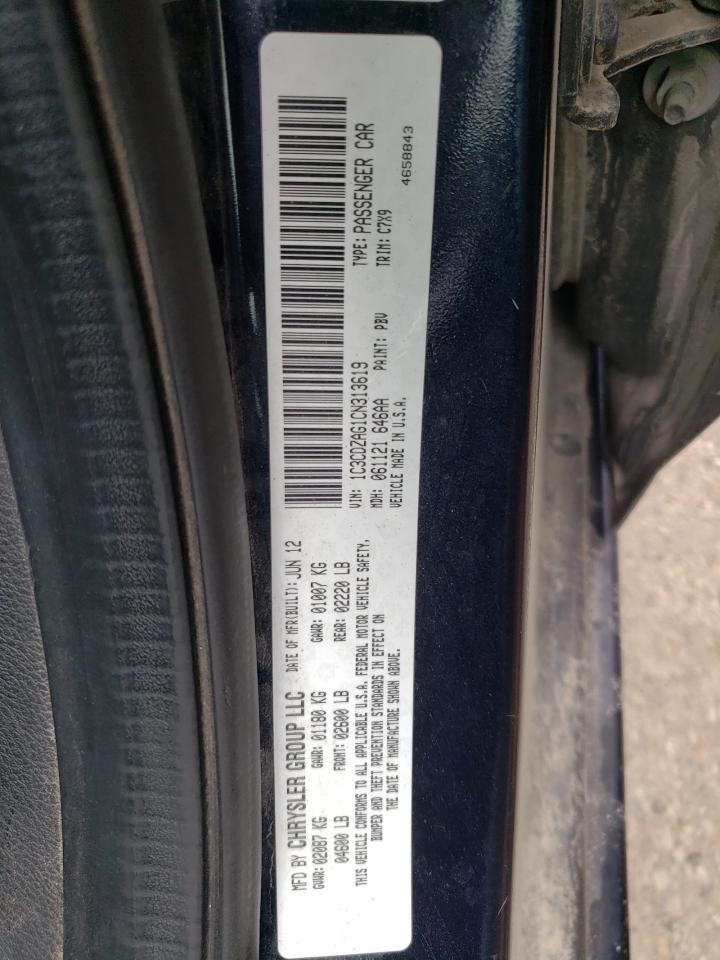 MFD BY CHRYSLER GROUP LLC DATE OF MFR(BUILT): JUN 12
GVWR: 02087 KG GAWR: 01180 KG GAWR: 01007 KG
04600 LB FRONT: 02600 LB REAR: 02220 LB
THIS VEHICLE CONFORMS TO ALL APPLICABLE U.S.A. FEDERAL MOTOR VEHICLE SAFETY,
BUMPER AND THEFT PREVENTION STANDARDS IN EFFECT ON
THE DATE OF MANUFACTURE SHOWN ABOVE.
VIN: 1C3CDZAG1CN313619 TYPE: PASSENGER CAR
MDH: 061121 646AA PAINT: PBV TRIM: C7X9
VEHICLE MADE IN U.S.A.
4658843